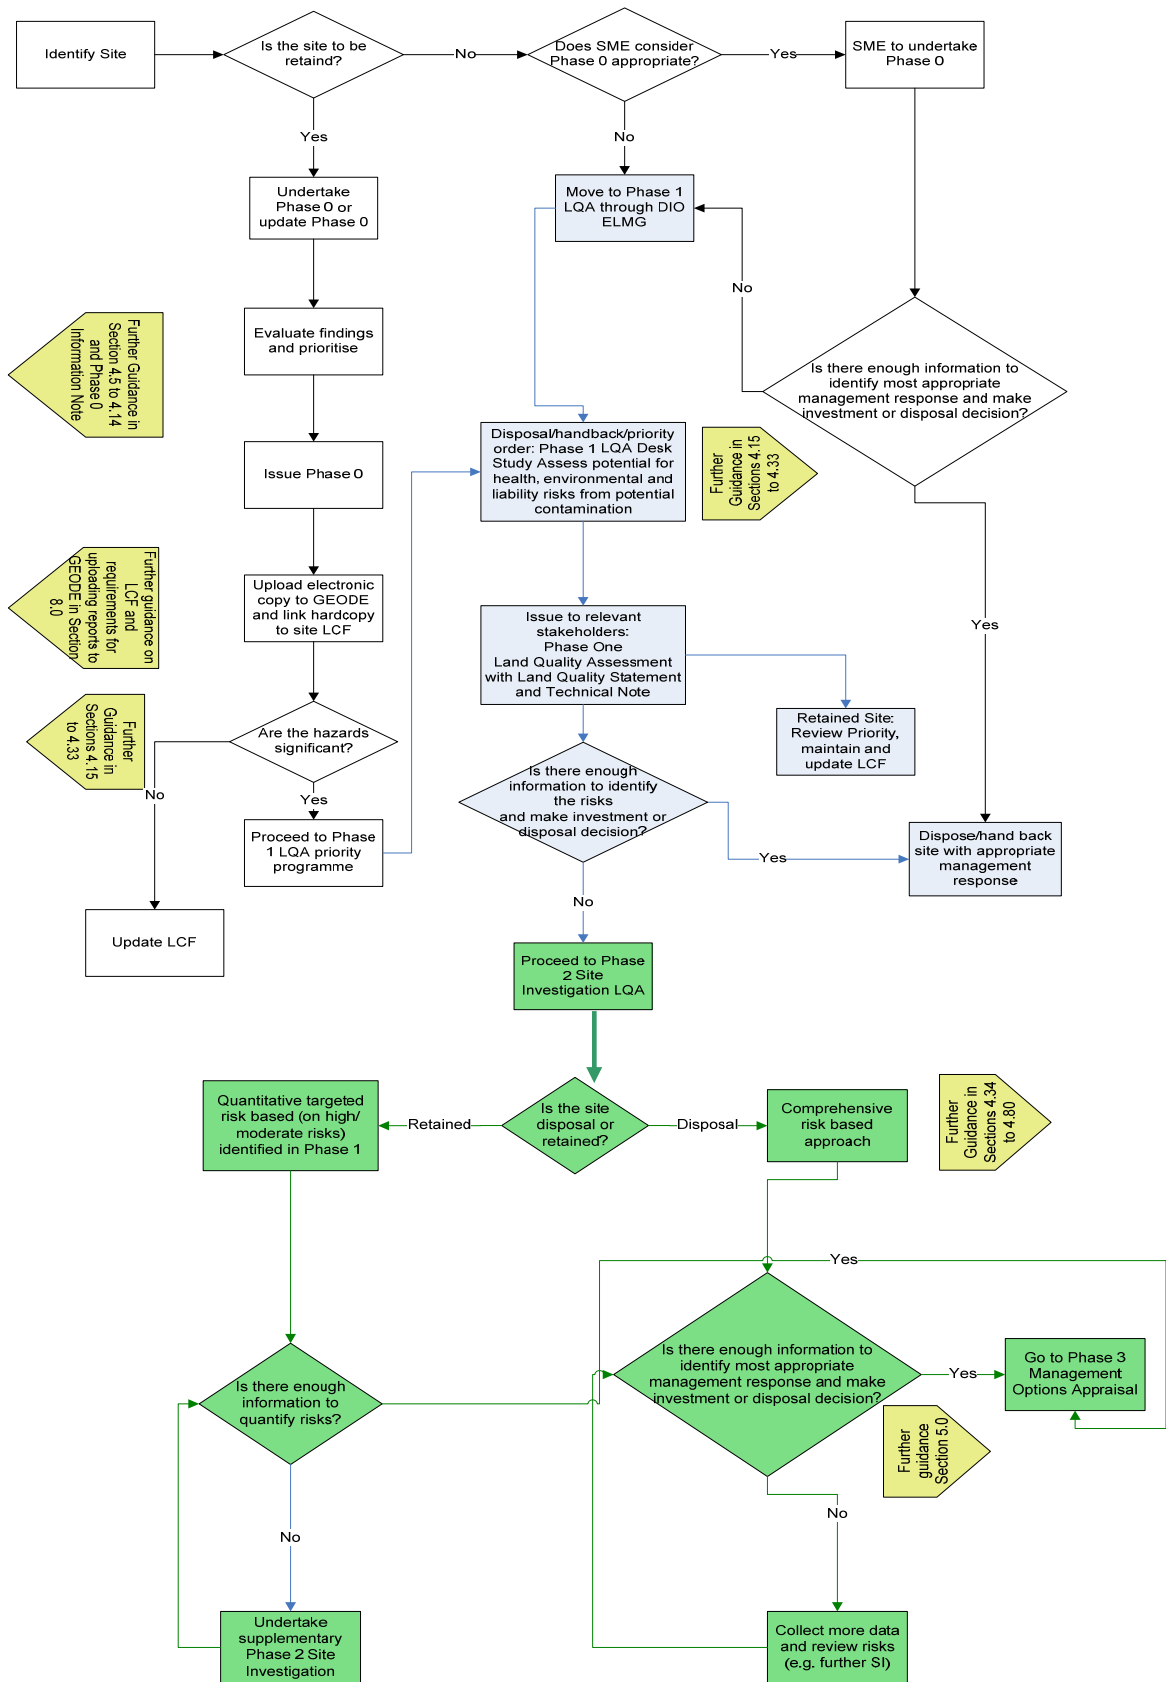 Identify Site
Is the site to be
retaind?
No
Does SME consider
Phase 0 appropriate?
Yes
SME to undertake
Phase 0
Yes
No
Undertake
Phase 0 or
update Phase 0
Move to Phase 1
LQA through DIO
ELMG
No
Evaluate findings
and prioritise
Further Guidance in
Section 4.5 to 4.14
and Phase 0
Information Note
Is there enough information to
identify most appropriate
management response and make
investment or disposal decision?
Issue Phase 0
Disposal/handback/priority
order: Phase 1 LQA Desk
Study Assess potential for
health, environmental and
liability risks from potential
contamination
Further
Guidance in
Sections 4.15
to 4.33
Further guidance on
LCF and
requirements for
uploading reports to
GEODE in Section
8.0
Upload electronic
copy to GEODE
and link hardcopy
to site LCF
Issue to relevant
stakeholders:
Phase One
Land Quality Assessment
with Land Quality Statement
and Technical Note
Yes
Further
Guidance in
Sections 4.15
to 4.33
Are the hazards
significant?
Retained Site:
Review Priority,
maintain and
update LCF
No
Yes
Is there enough
information to identify
the risks
and make investment or
disposal decision?
Proceed to Phase
1 LQA priority
programme
Yes
Dispose/hand back
site with appropriate
management
response
No
Update LCF
Proceed to Phase
2 Site
Investigation LQA
Quantitative targeted
risk based (on high/
moderate risks)
identified in Phase 1
Retained
Is the site
disposal or
retained?
Disposal
Comprehensive
risk based
approach
Further
Guidance in
Sections 4.34
to 4.80
Yes
Is there enough
information to
quantify risks?
Is there enough information to
identify most appropriate
management response and make
investment or disposal decision?
Yes
Go to Phase 3
Management
Options Appraisal
Further
guidance
Section 5.0
No
No
Undertake
supplementary
Phase 2 Site
Investigation
Collect more data
and review risks
(e.g. further SI)